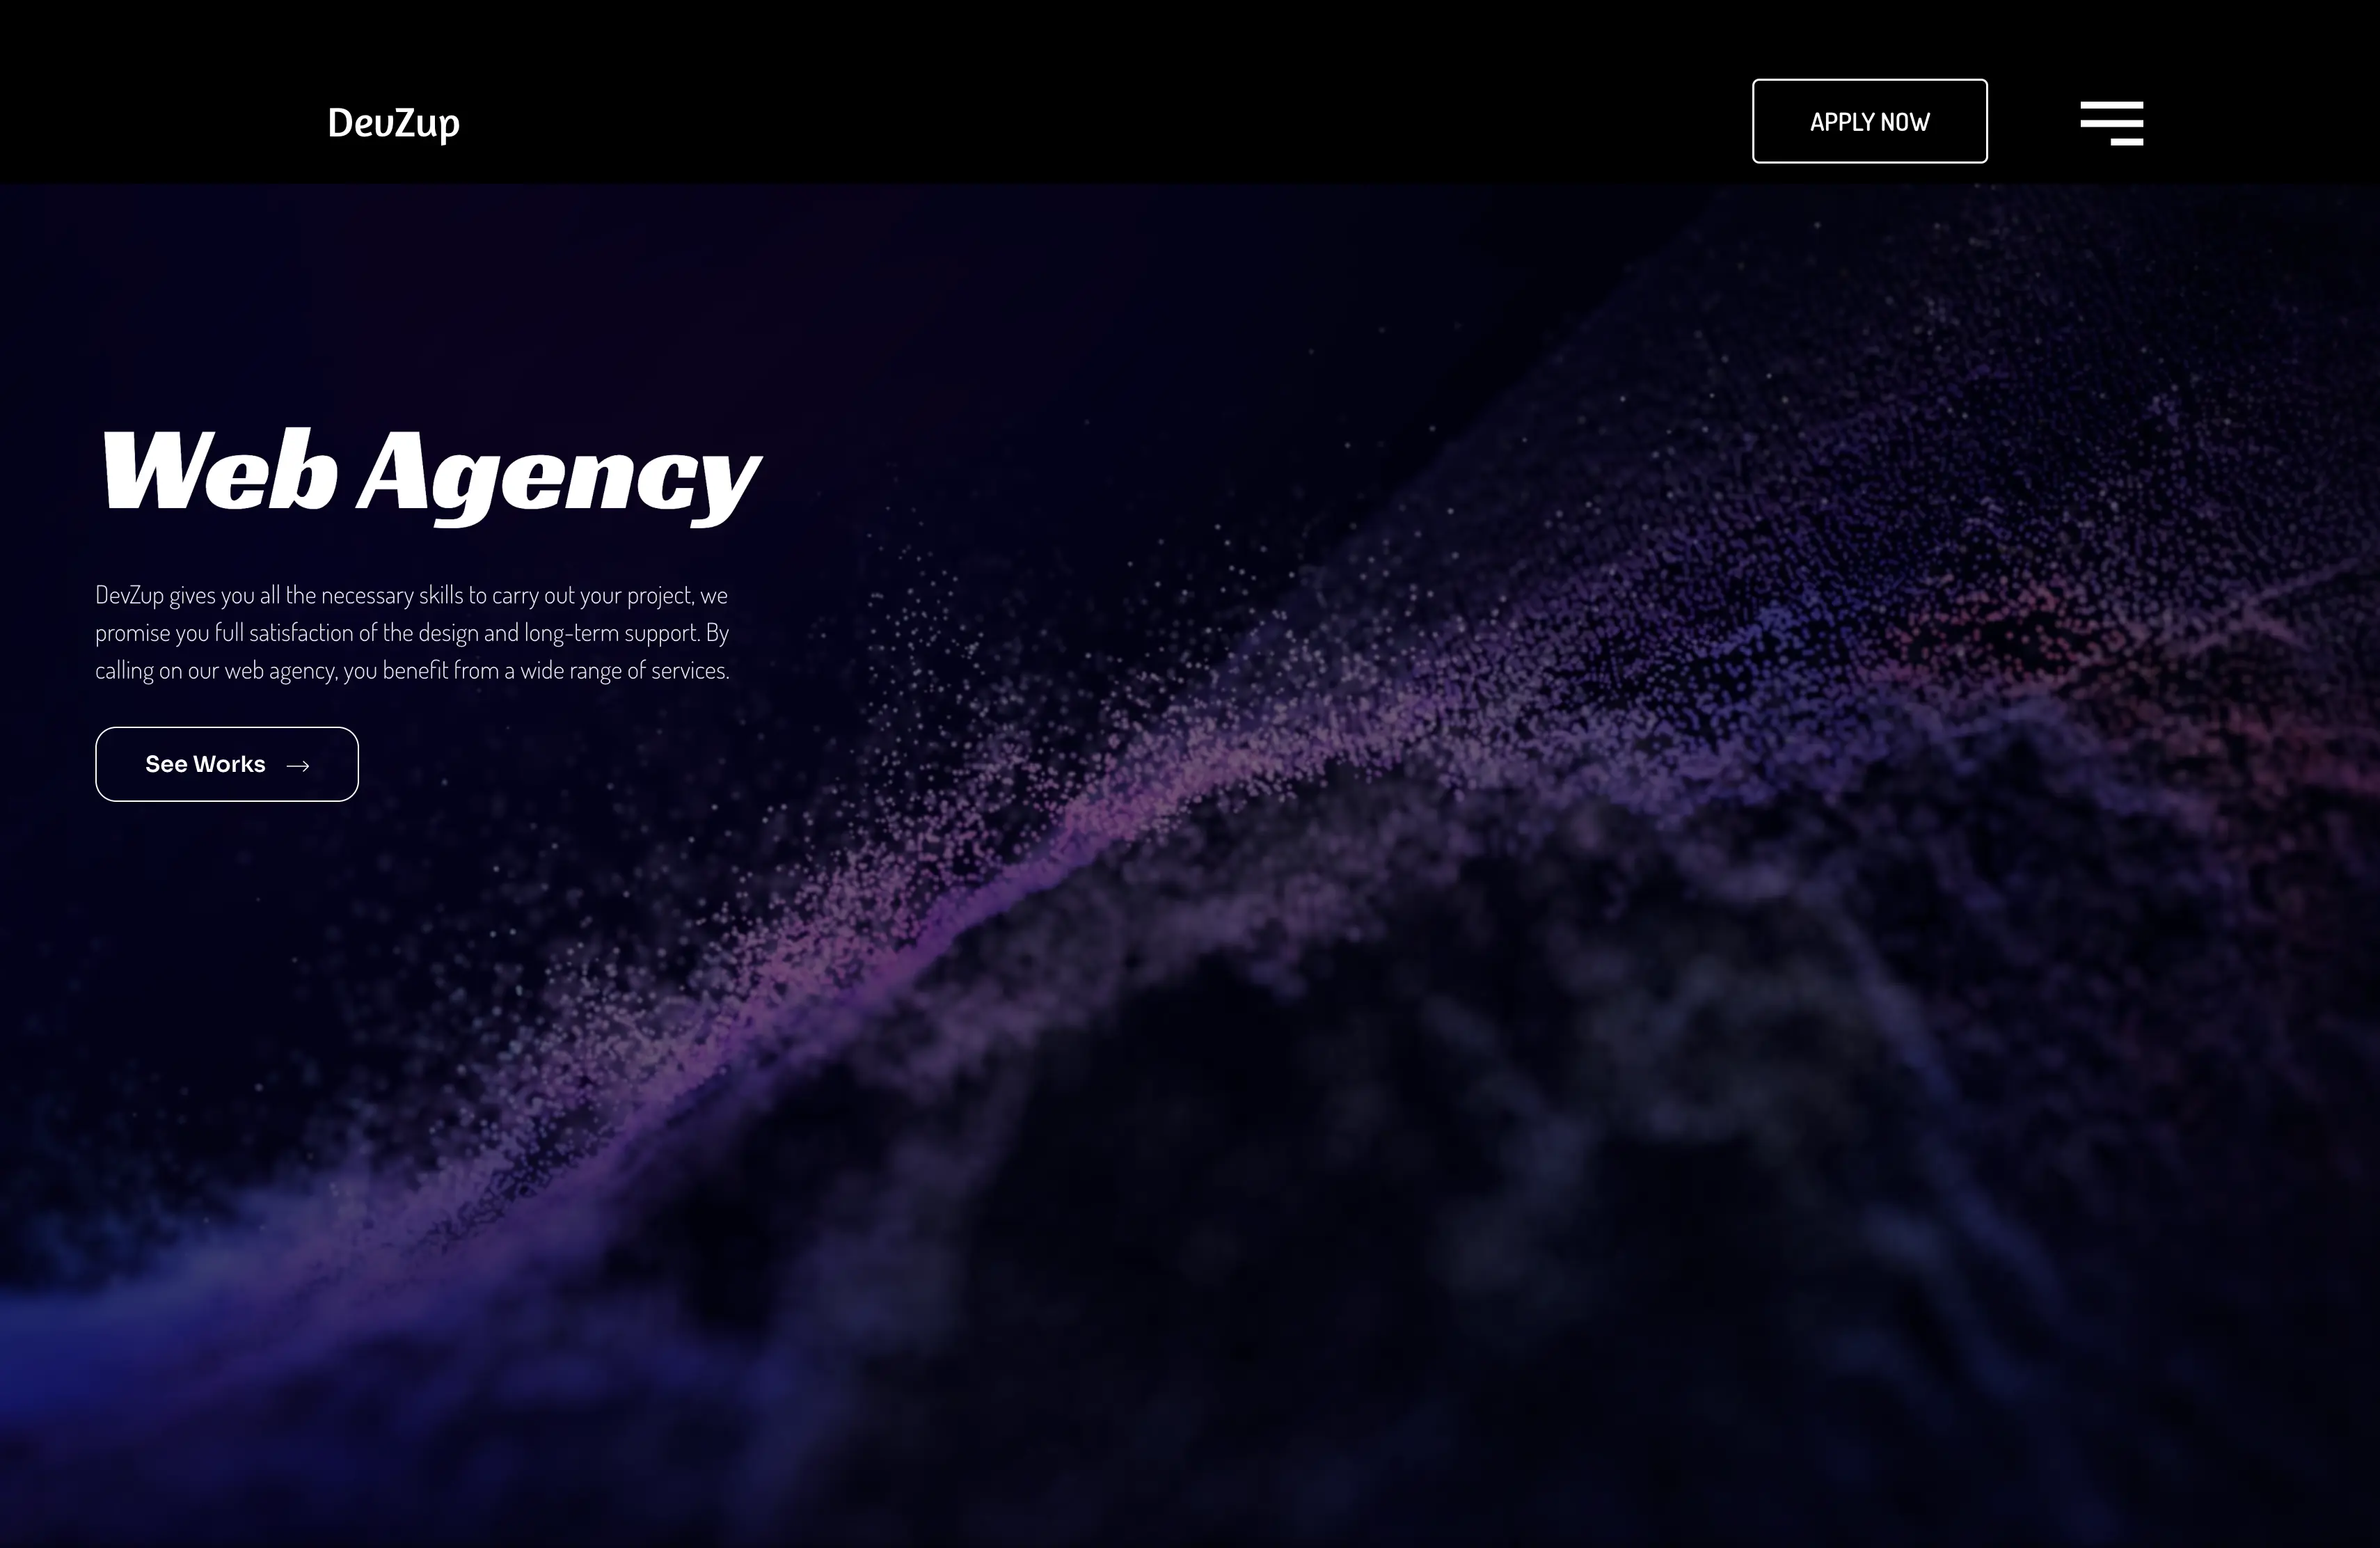 DevZup
APPLY NOW
Web Agency
DevZup gives you all the necessary skills to carry out your project, we
promise you full satisfaction of the design and long-term support. By
calling on our web agency, you benefit from a wide range of services.
See Works →